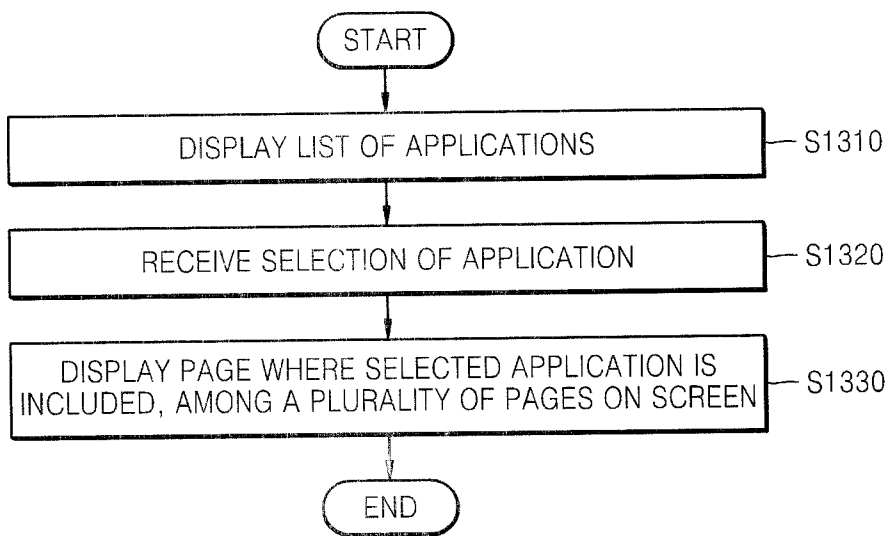 START
DISPLAY LIST OF APPLICATIONS
S1310
RECEIVE SELECTION OF APPLICATION
S1320
DISPLAY PAGE WHERE SELECTED APPLICATION IS
INCLUDED, AMONG A PLURALITY OF PAGES ON SCREEN
S1330
END